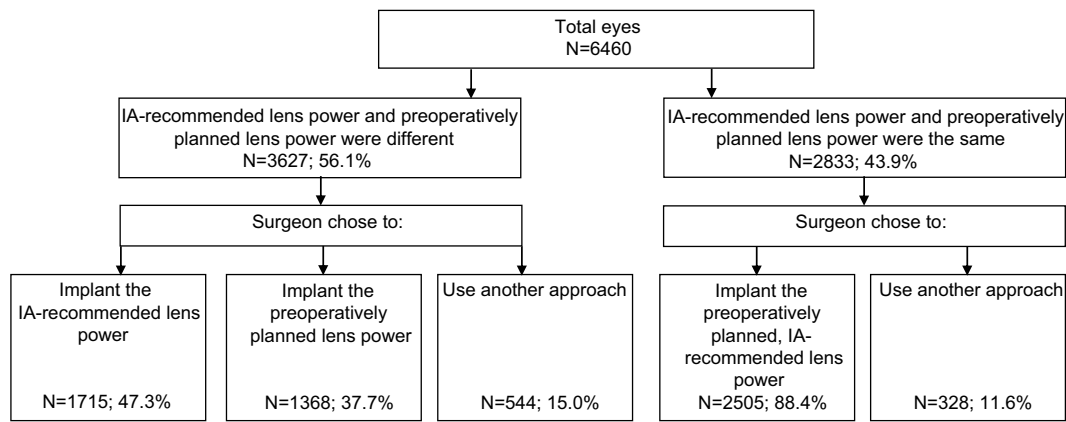 Total eyes
N=6460
IA-recommended lens power and preoperatively
planned lens power were different
N=3627; 56.1%
IA-recommended lens power and preoperatively
planned lens power were the same
N=2833; 43.9%
Surgeon chose to:
Surgeon chose to:
Implant the
IA-recommended lens
power
N=1715; 47.3%
Implant the
preoperatively
planned lens power
N=1368; 37.7%
Use another approach
N=544; 15.0%
Implant the
preoperatively
planned, IA-
recommended lens
power
N=2505; 88.4%
Use another approach
N=328; 11.6%